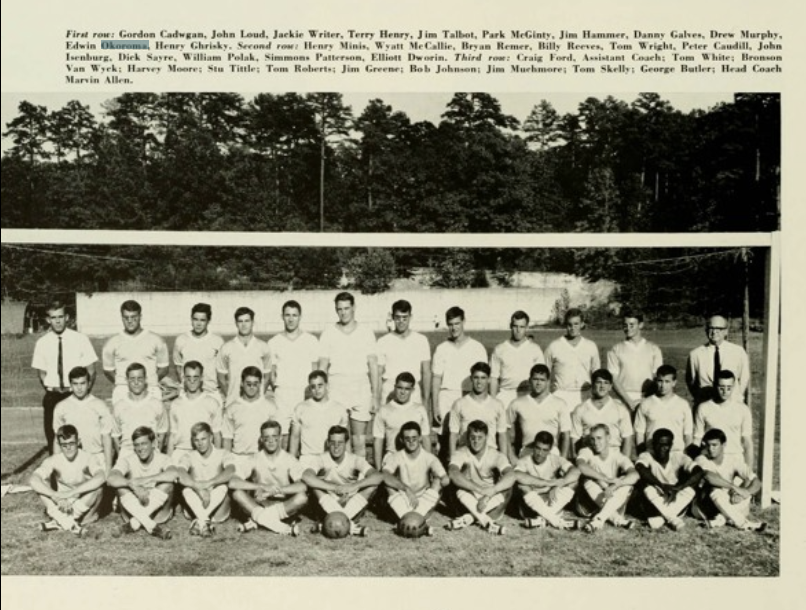 First row: Gordon Cadwgan, John Loud, Jackie Writer, Terry Henry, Jim Talbot, Park McGinty, Jim Hammer, Danny Galves, Drew Murphy,
Edwin Okoroma, Henry Ghrisky. Second row: Henry Minis, Wyatt McCallie, Bryan Remer, Billy Reeves, Tom Wright, Peter Caudill, John
Isenburg, Dick Sayre, William Polak, Simmons Patterson, Elliott Dworin. Third row: Craig Ford, Assistant Coach; Tom White; Bronson
Van Wyck; Harvey Moore; Stu Tittle; Tom Roberts; Jim Greene; Bob Johnson; Jim Muchmore; Tom Skelly; George Butler; Head Coach
Marvin Allen.